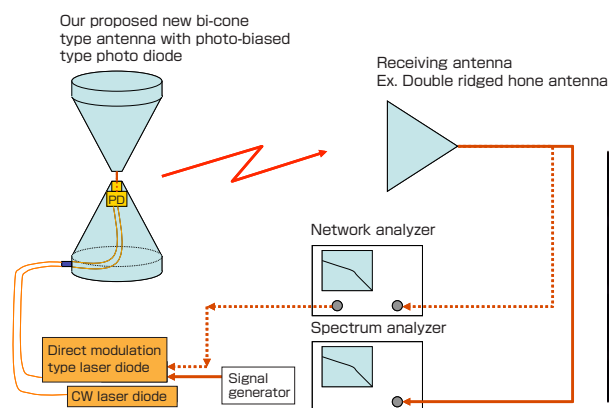 Our proposed new bi-cone
type antenna with photo-biased
type photo diode
Receiving antenna
Ex. Double ridged hone antenna
PD
Network analyzer
Spectrum analyzer
Direct modulation
type laser diode
CW laser diode
Signal
generator